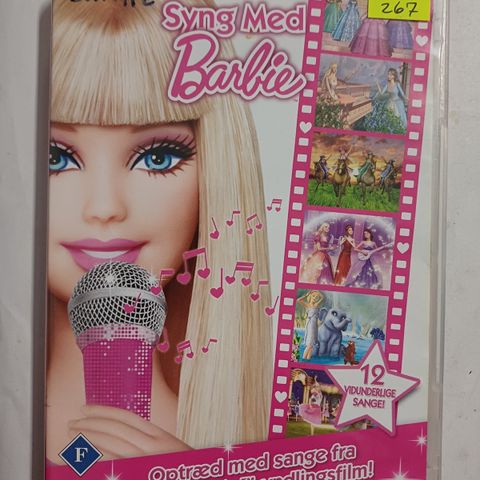 267
Syng Med
Barbie
12
VIDUNDERLIGE
SANGE!
F
Optræd med sange fra